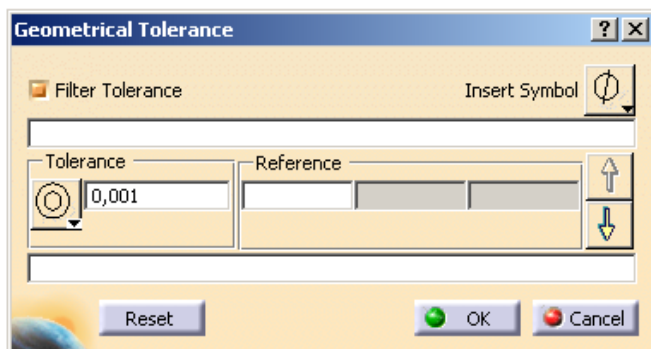 Geometrical Tolerance
Filter Tolerance Insert Symbol
Tolerance Reference
0,001
Reset OK Cancel